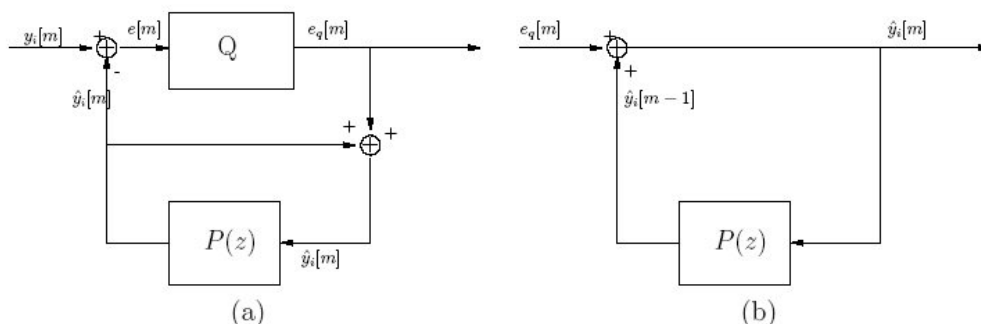 y_i[m]
+
e[m]
Q
e_q[m]
-
ŷ_i[m]
+
+
P(z)
ŷ_i[m]
(a)
e_q[m]
+
ŷ_i[m]
+
ŷ_i[m − 1]
P(z)
(b)